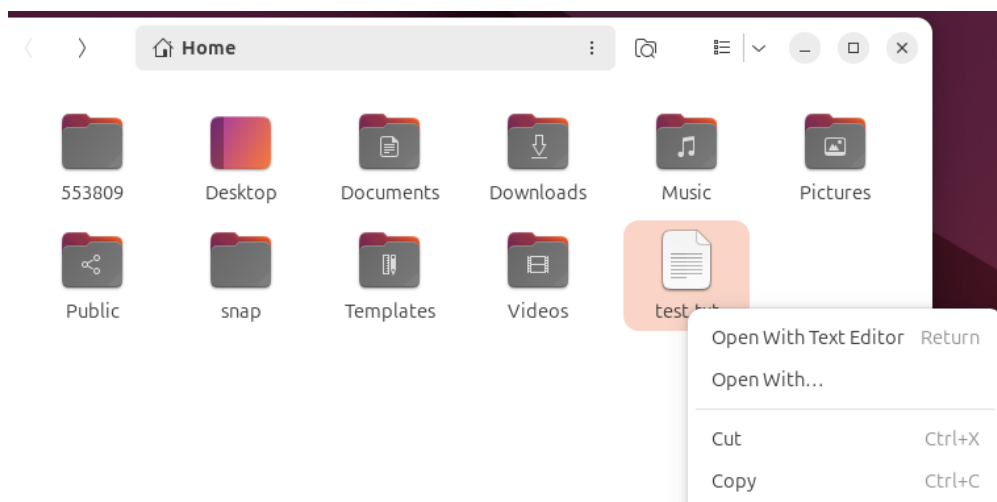 Home
553809
Desktop
Documents
Downloads
Music
Pictures
Public
snap
Templates
Videos
test
Open With Text Editor Return
Open With...
Cut Ctrl+X
Copy Ctrl+C